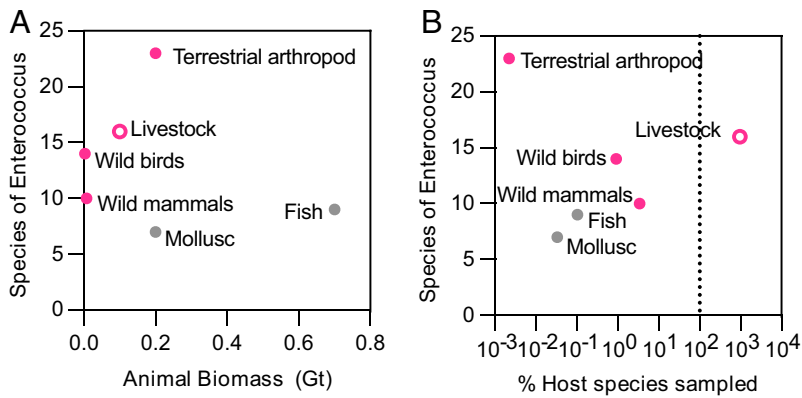 A
Species of Enterococcus
25
20
15
10
5
0
Terrestrial arthropod
Livestock
Wild birds
Wild mammals
Fish
Mollusc
0.0 0.2 0.4 0.6 0.8
Animal Biomass (Gt)
B
Species of Enterococcus
25
20
15
10
5
0
Terrestrial arthropod
Livestock
Wild birds
Wild mammals
Fish
Mollusc
10-3 10-2 10-1 100 101 102 103 104
% Host species sampled